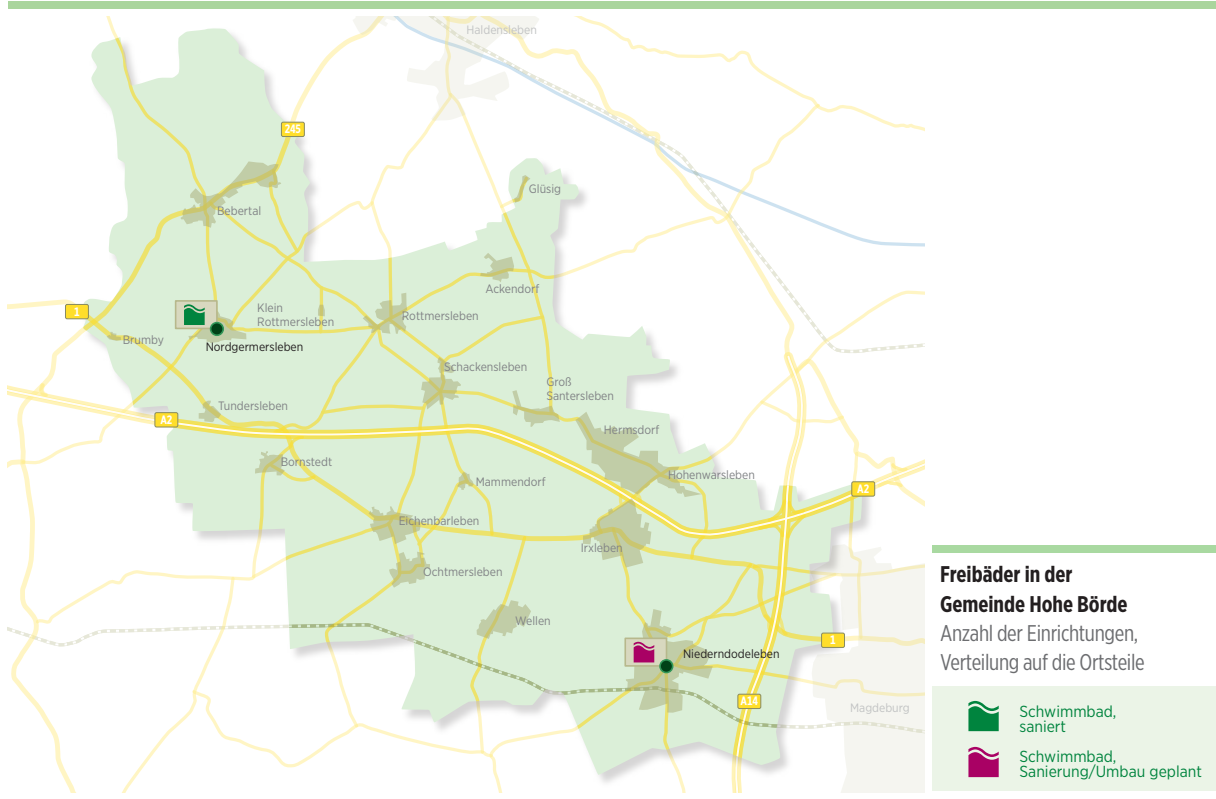 Haldensleben
245
Glüsig
Bebertal
Ackendorf
1
Klein
Rottmersleben
Rottmersleben
Brumby
Nordgermersleben
Schackensleben
Groß
Santersleben
Tundersleben
A2
Hermsdorf
Bornstedt
Hohenwarsleben
Mammendorf
A2
Eichenbarleben
Irxleben
Ochtmersleben
Wellen
1
Niederndodeleben
A14
Magdeburg
Freibäder in der
Gemeinde Hohe Börde
Anzahl der Einrichtungen,
Verteilung auf die Ortsteile
Schwimmbad,
saniert
Schwimmbad,
Sanierung/Umbau geplant